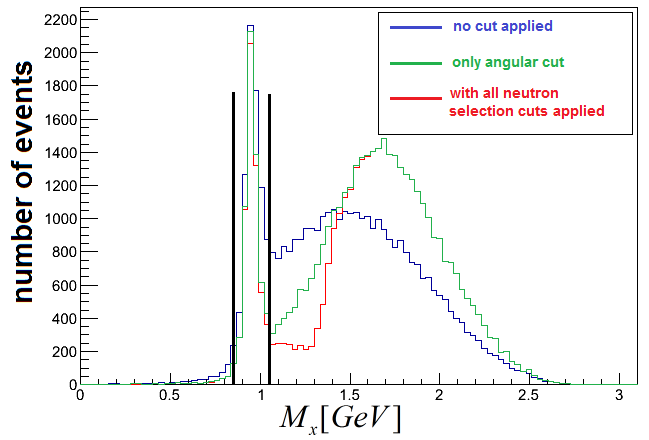 no cut applied
only angular cut
with all neutron
selection cuts applied
number of events
2200
2000
1800
1600
1400
1200
1000
800
600
400
200
0
0 0.5 1 1.5 2 2.5 3
Mx[GeV]